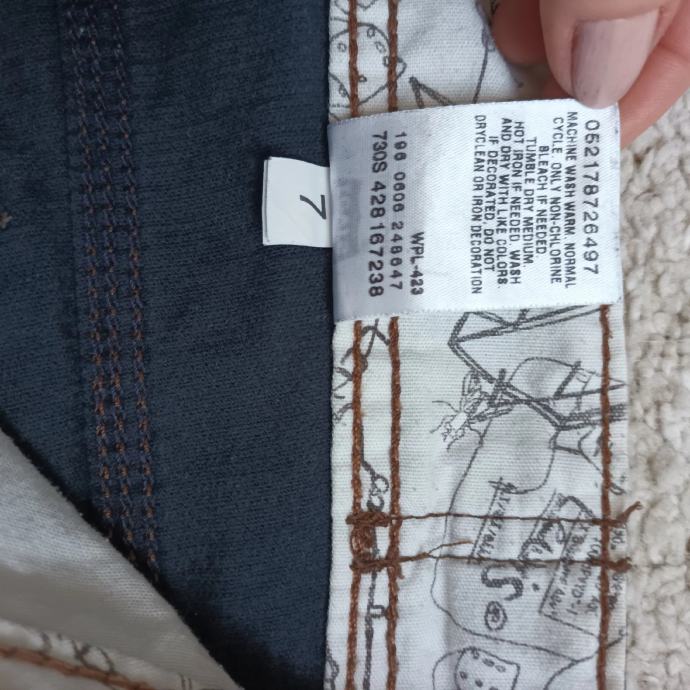 052178726497
MACHINE WASH WARM, NORMAL
CYCLE. ONLY NON-CHLORINE
BLEACH IF NEEDED.
TUMBLE DRY MEDIUM.
HOT IRON IF NEEDED. WASH
AND DRY WITH LIKE COLORS.
IF DECORATED, DO NOT
DRYCLEAN OR IRON DECORATION
WPL-423
196 0606 248647
730S 428167238
7